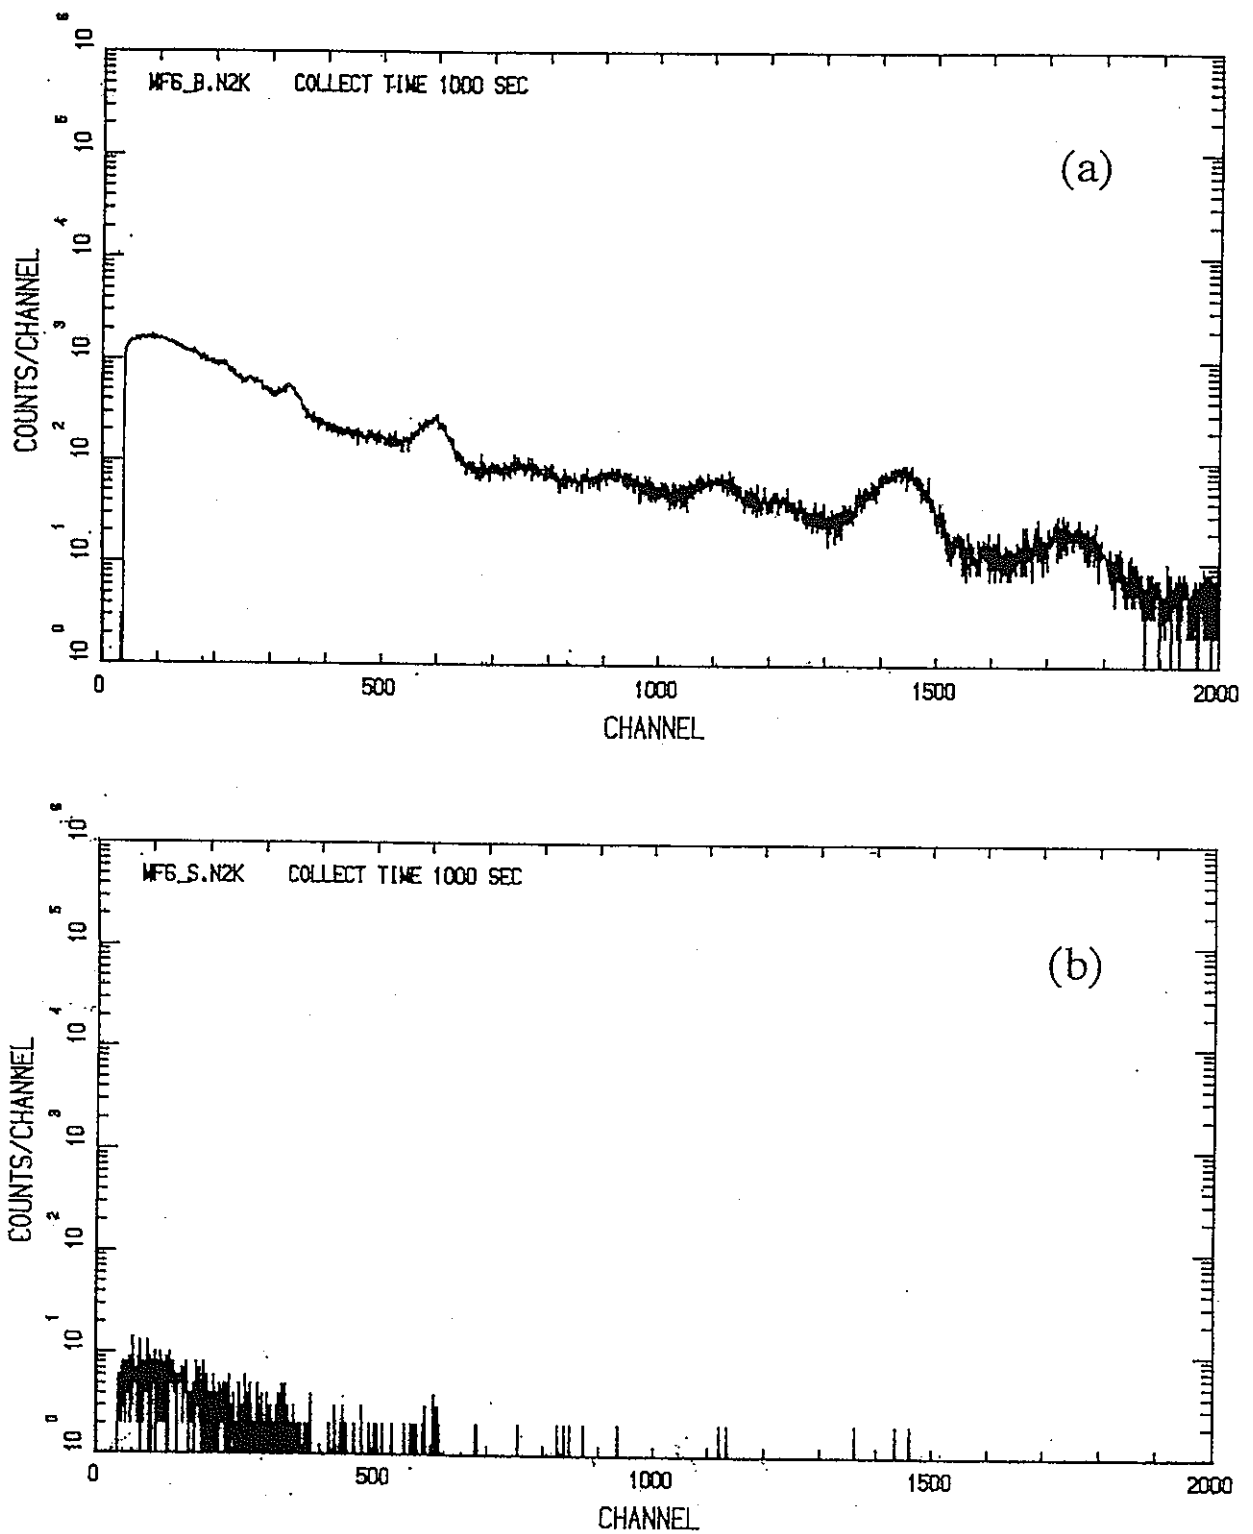 10 6
MF6_B.N2K COLLECT TIME 1000 SEC
10 5
(a)
10 4
COUNTS/CHANNEL
10 3
10 2
10 1
10 0
0 500 1000 1500 2000
CHANNEL
10 6
MF6_S.N2K COLLECT TIME 1000 SEC
10 5
(b)
10 4
COUNTS/CHANNEL
10 3
10 2
10 1
10 0
0 500 1000 1500 2000
CHANNEL